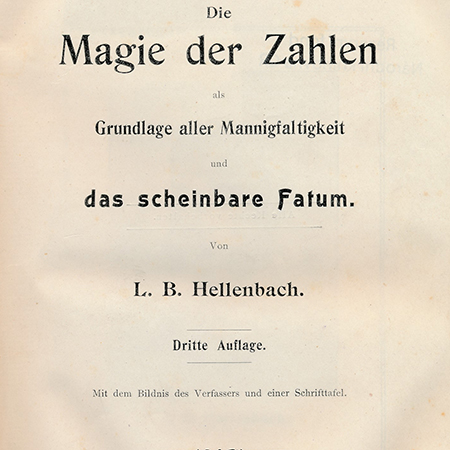 Die
Magie der Zahlen
als
Grundlage aller Mannigfaltigkeit
und
das scheinbare Fatum.
Von
L. B. Hellenbach.
Dritte Auflage.
Mit dem Bildnis des Verfassers und einer Schrifttafel.